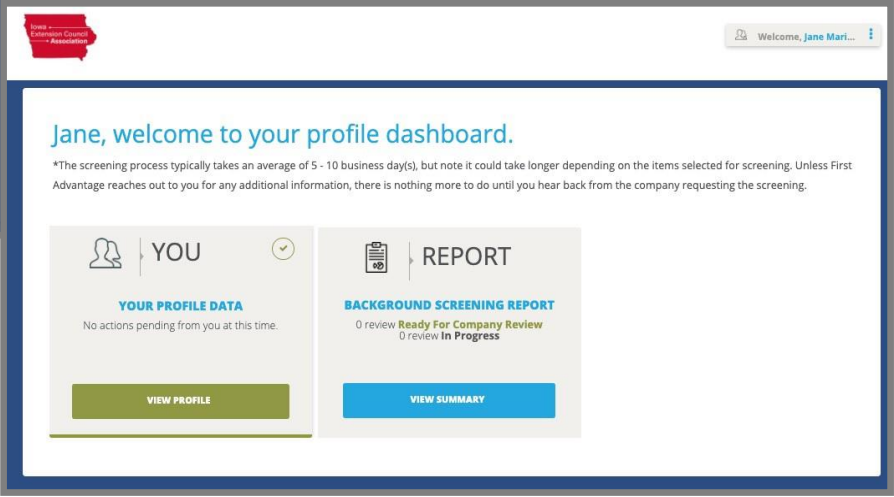 Iowa
Extension Council
Association
Welcome, Jane Mari...
Jane, welcome to your profile dashboard.
*The screening process typically takes an average of 5 - 10 business day(s), but note it could take longer depending on the items selected for screening. Unless First
Advantage reaches out to you for any additional information, there is nothing more to do until you hear back from the company requesting the screening.
YOU
YOUR PROFILE DATA
No actions pending from you at this time.
VIEW PROFILE
REPORT
BACKGROUND SCREENING REPORT
0 review Ready For Company Review
0 review In Progress
VIEW SUMMARY